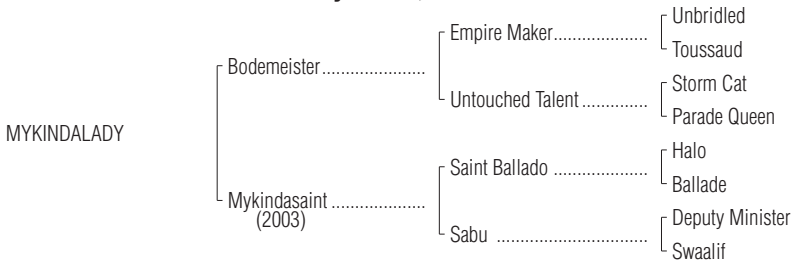 Unbridled
Empire Maker......................
Toussaud
Bodemeister........................
Storm Cat
Untouched Talent ...............
Parade Queen
MYKINDALADY
Halo
Saint Ballado .....................
Ballade
Mykindasaint ......................
(2003)
Deputy Minister
Sabu ...................................
Swaalif